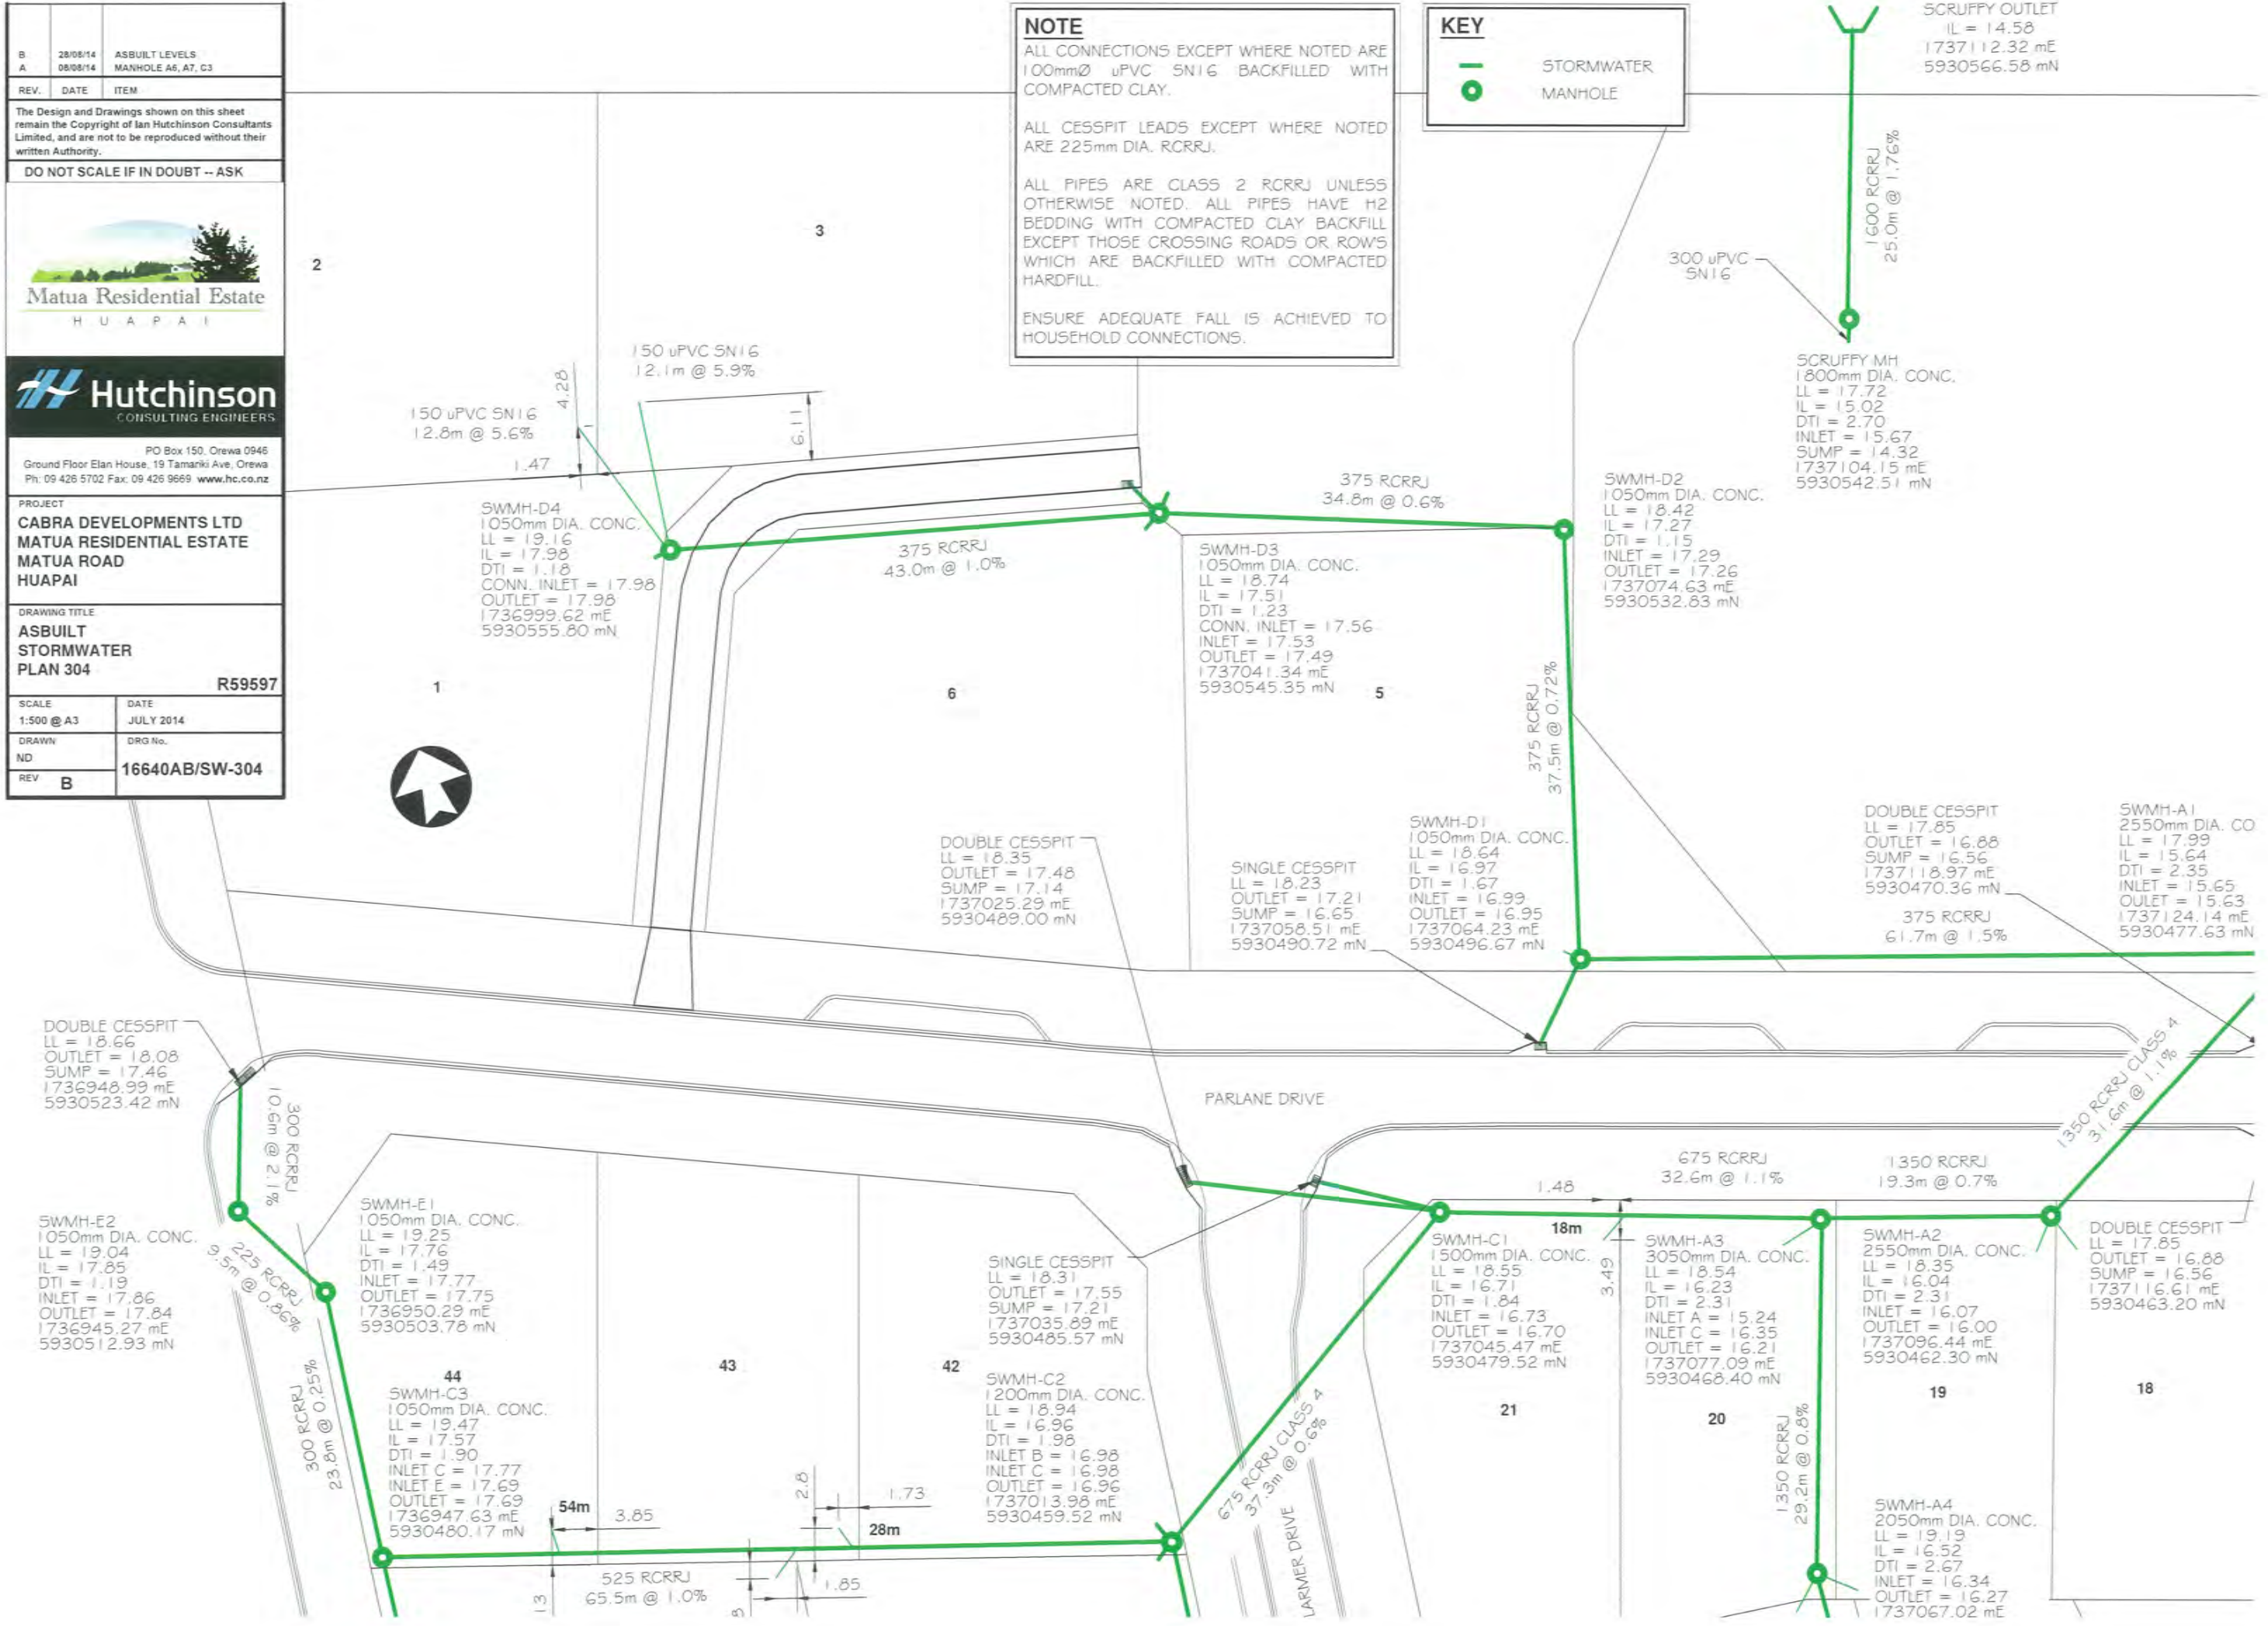 B 28/08/14 ASBUILT LEVELS
A 08/08/14 MANHOLE A6, A7, C3
REV. DATE ITEM
The Design and Drawings shown on this sheet
remain the Copyright of Ian Hutchinson Consultants
Limited, and are not to be reproduced without their
written Authority.
DO NOT SCALE IF IN DOUBT -- ASK
Matua Residential Estate
HUAPAI
Hutchinson
CONSULTING ENGINEERS
PO Box 150, Orewa 0946
Ground Floor Elan House, 19 Tamariki Ave, Orewa
Ph: 09 426 5702 Fax: 09 426 9669 www.hc.co.nz
PROJECT
CABRA DEVELOPMENTS LTD
MATUA RESIDENTIAL ESTATE
MATUA ROAD
HUAPAI
DRAWING TITLE
ASBUILT
STORMWATER
PLAN 304
R59597
SCALE
1:500 @ A3
DATE
JULY 2014
DRAWN
ND
DRG No.
16640AB/SW-304
REV B
NOTE
ALL CONNECTIONS EXCEPT WHERE NOTED ARE
100mmØ uPVC SN16 BACKFILLED WITH
COMPACTED CLAY.
ALL CESSPIT LEADS EXCEPT WHERE NOTED
ARE 225mm DIA. RCRRJ.
ALL PIPES ARE CLASS 2 RCRRJ UNLESS
OTHERWISE NOTED. ALL PIPES HAVE H2
BEDDING WITH COMPACTED CLAY BACKFILL
EXCEPT THOSE CROSSING ROADS OR ROW'S
WHICH ARE BACKFILLED WITH COMPACTED
HARDFILL.
ENSURE ADEQUATE FALL IS ACHIEVED TO
HOUSEHOLD CONNECTIONS.
KEY
STORMWATER
MANHOLE
SCRUFFY OUTLET
IL = 14.58
1737112.32 mE
5930566.58 mN
1600 RCRRJ
25.0m @ 1.76%
300 uPVC
SN16
SCRUFFY MH
1800mm DIA. CONC.
LL = 17.72
IL = 15.02
DTI = 2.70
INLET = 15.67
SUMP = 14.32
1737104.15 mE
5930542.51 mN
2
3
150 uPVC SN16
12.1m @ 5.9%
4.28
150 uPVC SN16
12.8m @ 5.6%
6.11
1.47
SWMH-D4
1050mm DIA. CONC.
LL = 19.16
IL = 17.98
DTI = 1.18
CONN. INLET = 17.98
OUTLET = 17.98
1736999.62 mE
5930555.80 mN
375 RCRRJ
43.0m @ 1.0%
375 RCRRJ
34.8m @ 0.6%
SWMH-D3
1050mm DIA. CONC.
LL = 18.74
IL = 17.51
DTI = 1.23
CONN. INLET = 17.56
INLET = 17.53
OUTLET = 17.49
1737041.34 mE
5930545.35 mN
SWMH-D2
1050mm DIA. CONC.
LL = 18.42
IL = 17.27
DTI = 1.15
INLET = 17.29
OUTLET = 17.26
1737074.63 mE
5930532.83 mN
1
6
5
375 RCRRJ
37.5m @ 0.72%
DOUBLE CESSPIT
LL = 18.35
OUTLET = 17.48
SUMP = 17.14
1737025.29 mE
5930489.00 mN
SINGLE CESSPIT
LL = 18.23
OUTLET = 17.21
SUMP = 16.65
1737058.51 mE
5930490.72 mN
SWMH-D1
1050mm DIA. CONC.
LL = 18.64
IL = 16.97
DTI = 1.67
INLET = 16.99
OUTLET = 16.95
1737064.23 mE
5930496.67 mN
DOUBLE CESSPIT
LL = 17.85
OUTLET = 16.88
SUMP = 16.56
1737118.97 mE
5930470.36 mN
375 RCRRJ
61.7m @ 1.5%
SWMH-A1
2550mm DIA. CO
LL = 17.99
IL = 15.64
DTI = 2.35
INLET = 15.65
OULET = 15.63
1737124.14 mE
5930477.63 mN
DOUBLE CESSPIT
LL = 18.66
OUTLET = 18.08
SUMP = 17.46
1736948.99 mE
5930523.42 mN
300 RCRRJ
10.6m @ 2.1%
PARLANE DRIVE
1350 RCRRJ CLASS 4
31.6m @ 1.1%
SWMH-E2
1050mm DIA. CONC.
LL = 19.04
IL = 17.85
DTI = 1.19
INLET = 17.86
OUTLET = 17.84
1736945.27 mE
5930512.93 mN
225 RCRRJ
9.5m @ 0.86%
SWMH-E1
1050mm DIA. CONC.
LL = 19.25
IL = 17.76
DTI = 1.49
INLET = 17.77
OUTLET = 17.75
1736950.29 mE
5930503.78 mN
300 RCRRJ
23.8m @ 0.25%
44
43
42
SWMH-C3
1050mm DIA. CONC.
LL = 19.47
IL = 17.57
DTI = 1.90
INLET C = 17.77
INLET E = 17.69
OUTLET = 17.69
1736947.63 mE
5930480.17 mN
SINGLE CESSPIT
LL = 18.31
OUTLET = 17.55
SUMP = 17.21
1737035.89 mE
5930485.57 mN
SWMH-C2
1200mm DIA. CONC.
LL = 18.94
IL = 16.96
DTI = 1.98
INLET B = 16.98
INLET C = 16.98
OUTLET = 16.96
1737013.98 mE
5930459.52 mN
54m
3.85
2.8
1.73
28m
525 RCRRJ
65.5m @ 1.0%
13
8
1.85
675 RCRRJ CLASS 4
37.3m @ 0.6%
LARMER DRIVE
1.48
675 RCRRJ
32.6m @ 1.1%
1350 RCRRJ
19.3m @ 0.7%
18m
3.49
SWMH-C1
1500mm DIA. CONC.
LL = 18.55
IL = 16.71
DTI = 1.84
INLET = 16.73
OUTLET = 16.70
1737045.47 mE
5930479.52 mN
SWMH-A3
3050mm DIA. CONC.
LL = 18.54
IL = 16.23
DTI = 2.31
INLET A = 15.24
INLET C = 16.35
OUTLET = 16.21
1737077.09 mE
5930468.40 mN
SWMH-A2
2550mm DIA. CONC.
LL = 18.35
IL = 16.04
DTI = 2.31
INLET = 16.07
OUTLET = 16.00
1737096.44 mE
5930462.30 mN
DOUBLE CESSPIT
LL = 17.85
OUTLET = 16.88
SUMP = 16.56
1737116.61 mE
5930463.20 mN
21
20
19
18
1350 RCRRJ
29.2m @ 0.8%
SWMH-A4
2050mm DIA. CONC.
LL = 19.19
IL = 16.52
DTI = 2.67
INLET = 16.34
OUTLET = 16.27
1737067.02 mE